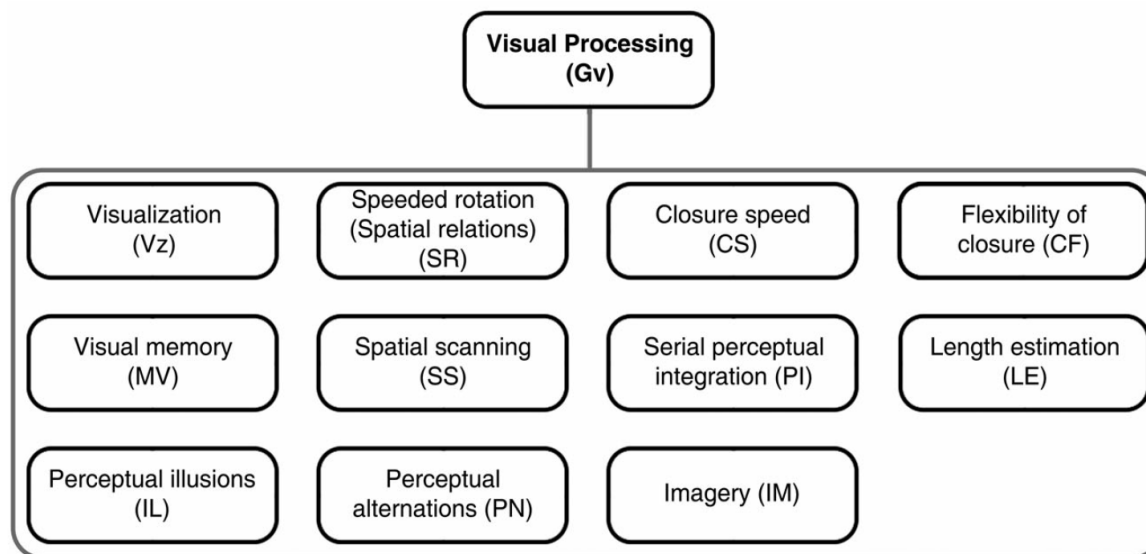 Visual Processing
(Gv)
Visualization
(Vz)
Speeded rotation
(Spatial relations)
(SR)
Closure speed
(CS)
Flexibility of
closure (CF)
Visual memory
(MV)
Spatial scanning
(SS)
Serial perceptual
integration (PI)
Length estimation
(LE)
Perceptual illusions
(IL)
Perceptual
alternations (PN)
Imagery (IM)